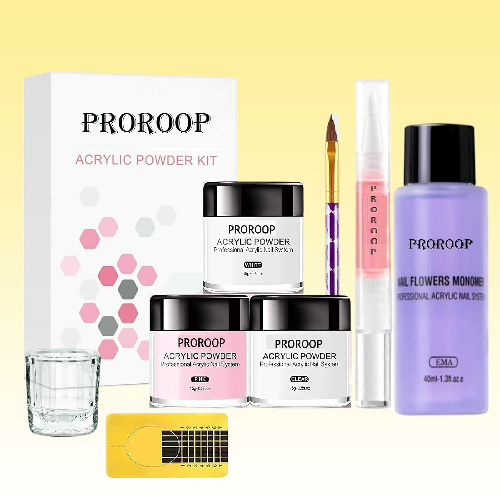 PROROOP
ACRYLIC POWDER KIT
PROROOP
ACRYLIC POWDER
Professional Acrylic Nail System
WHITE
PROROOP
ACRYLIC POWDER
Professional Acrylic Nail System
PINK
PROROOP
ACRYLIC POWDER
Professional Acrylic Nail System
CLEAR
PROROOP
PROROOP
NAIL FLOWERS MONOMER
PROFESSIONAL ACRYLIC NAIL SYSTEM
EMA
40ml-1.3fl.oz.e